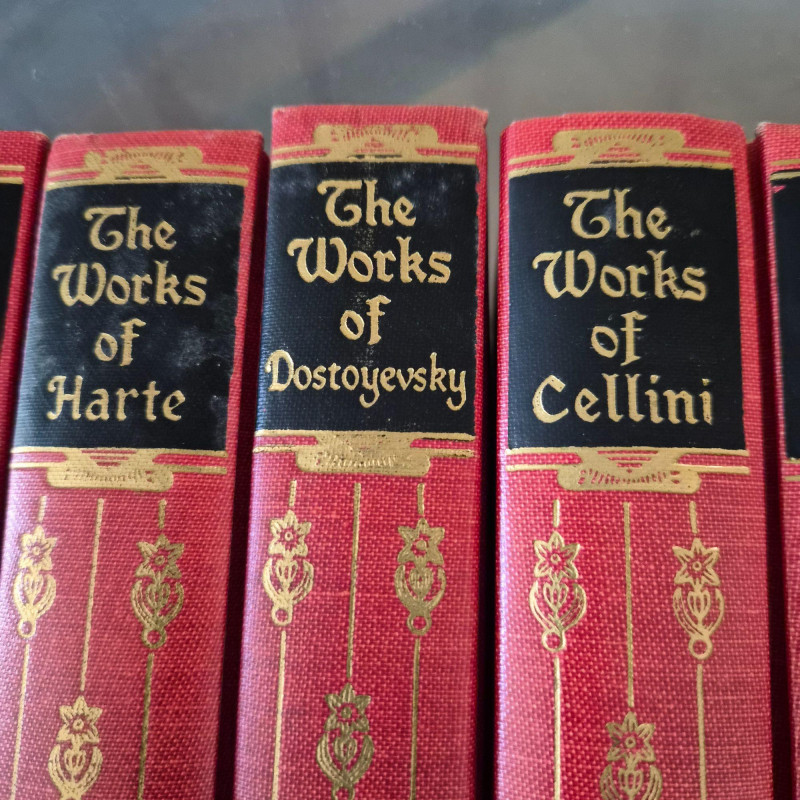 The
Works
of
Harte
The
Works
of
Dostoyevsky
The
Works
of
Cellini